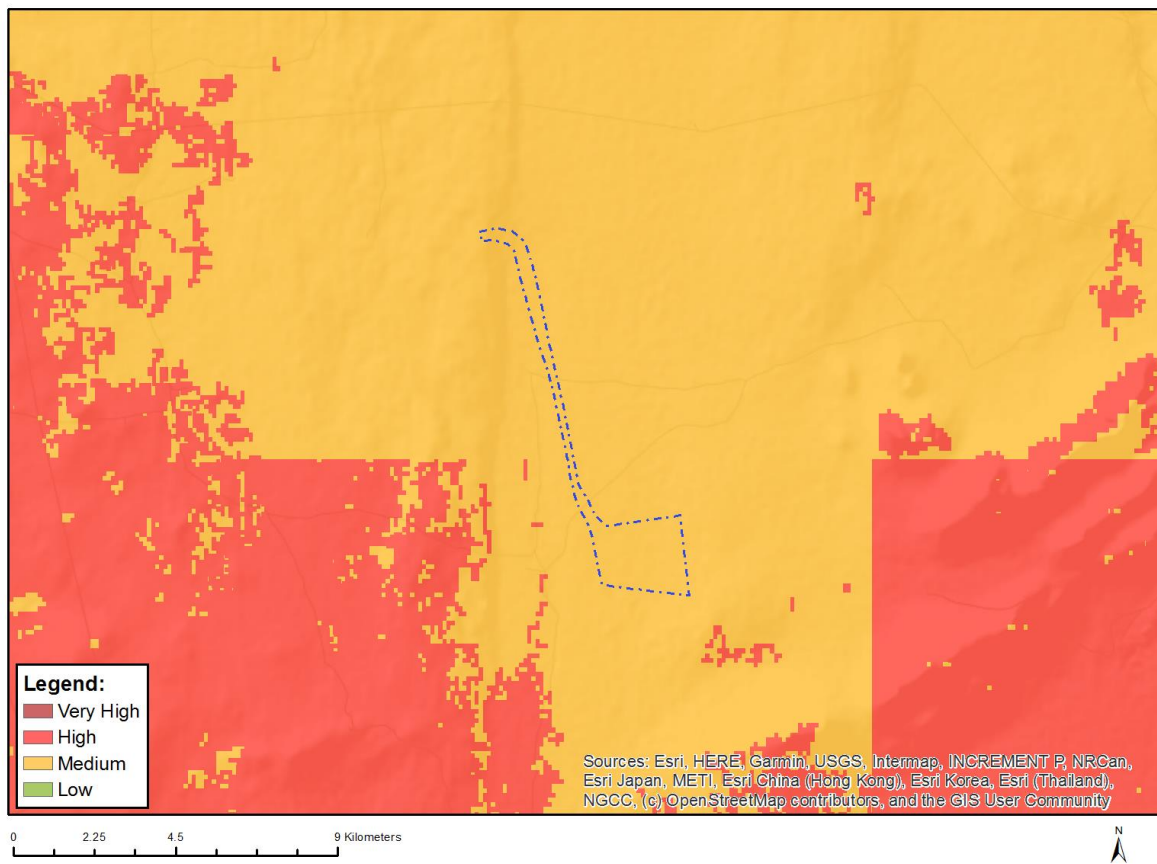 Legend:
Very High
High
Medium
Low
Sources: Esri, HERE, Garmin, USGS, Intermap, INCREMENT P, NRCan,
Esri Japan, METI, Esri China (Hong Kong), Esri Korea, Esri (Thailand),
NGCC, (c) OpenStreetMap contributors, and the GIS User Community
0 2.25 4.5 9 Kilometers
N